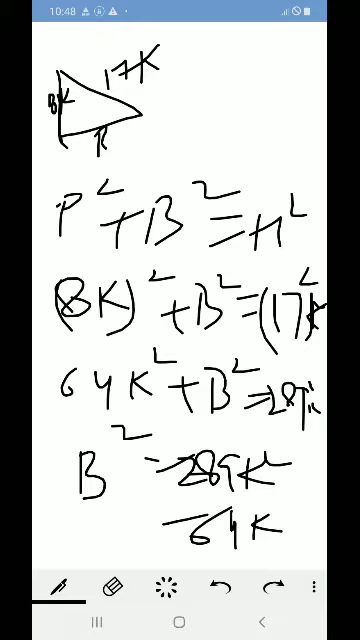 10:48
17K
8K
P² + B² = H²
(8K)² + B² = (17K)²
64K² + B² = 289K²
B² = 289K²
- 64K